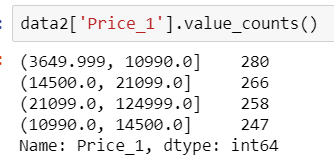 data2['Price_1'].value_counts()
(3649.999, 10990.0]    280
(14500.0, 21099.0]     266
(21099.0, 124999.0]    258
(10990.0, 14500.0]     247
Name: Price_1, dtype: int64